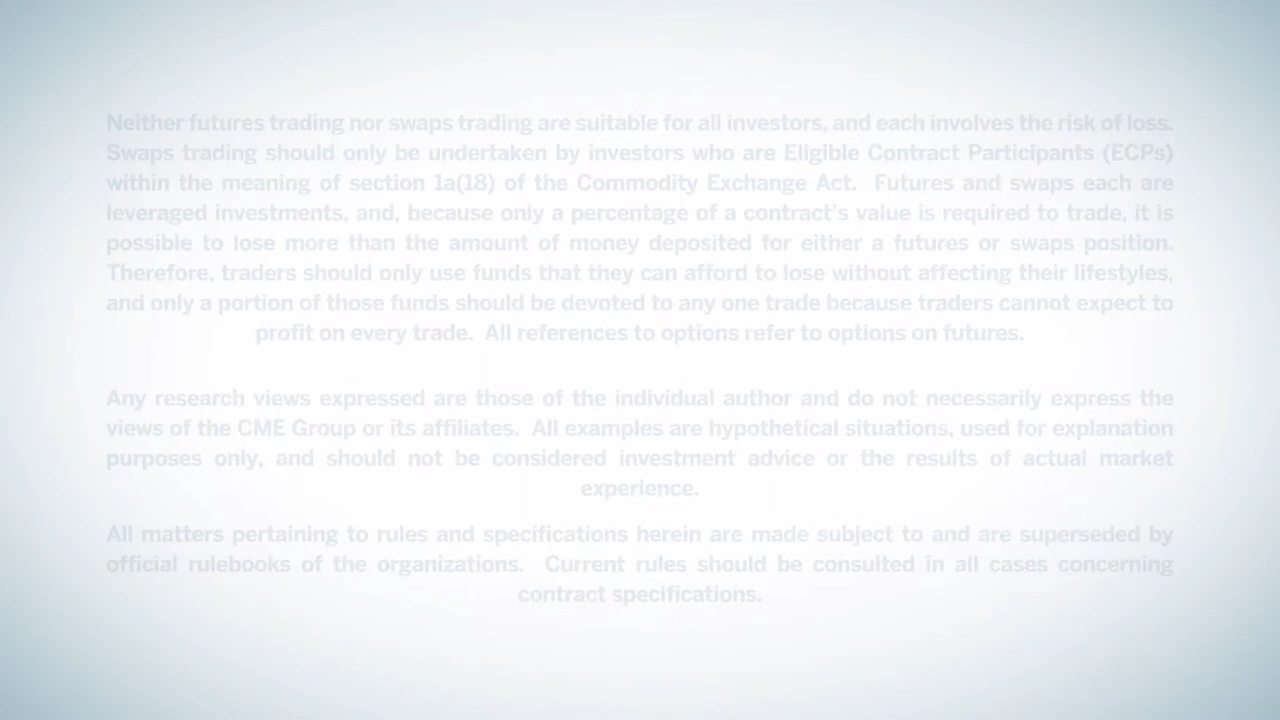 Neither futures trading nor swaps trading are suitable for all investors, and each involves the risk of loss.
Swaps trading should only be undertaken by investors who are Eligible Contract Participants (ECPs)
within the meaning of section 1a(18) of the Commodity Exchange Act.  Futures and swaps each are
leveraged investments, and, because only a percentage of a contract’s value is required to trade, it is
possible to lose more than the amount of money deposited for either a futures or swaps position.
Therefore, traders should only use funds that they can afford to lose without affecting their lifestyles,
and only a portion of those funds should be devoted to any one trade because traders cannot expect to
profit on every trade.  All references to options refer to options on futures.
Any research views expressed are those of the individual author and do not necessarily express the
views of the CME Group or its affiliates.  All examples are hypothetical situations, used for explanation
purposes only, and should not be considered investment advice or the results of actual market
experience.
All matters pertaining to rules and specifications herein are made subject to and are superseded by
official rulebooks of the organizations.  Current rules should be consulted in all cases concerning
contract specifications.